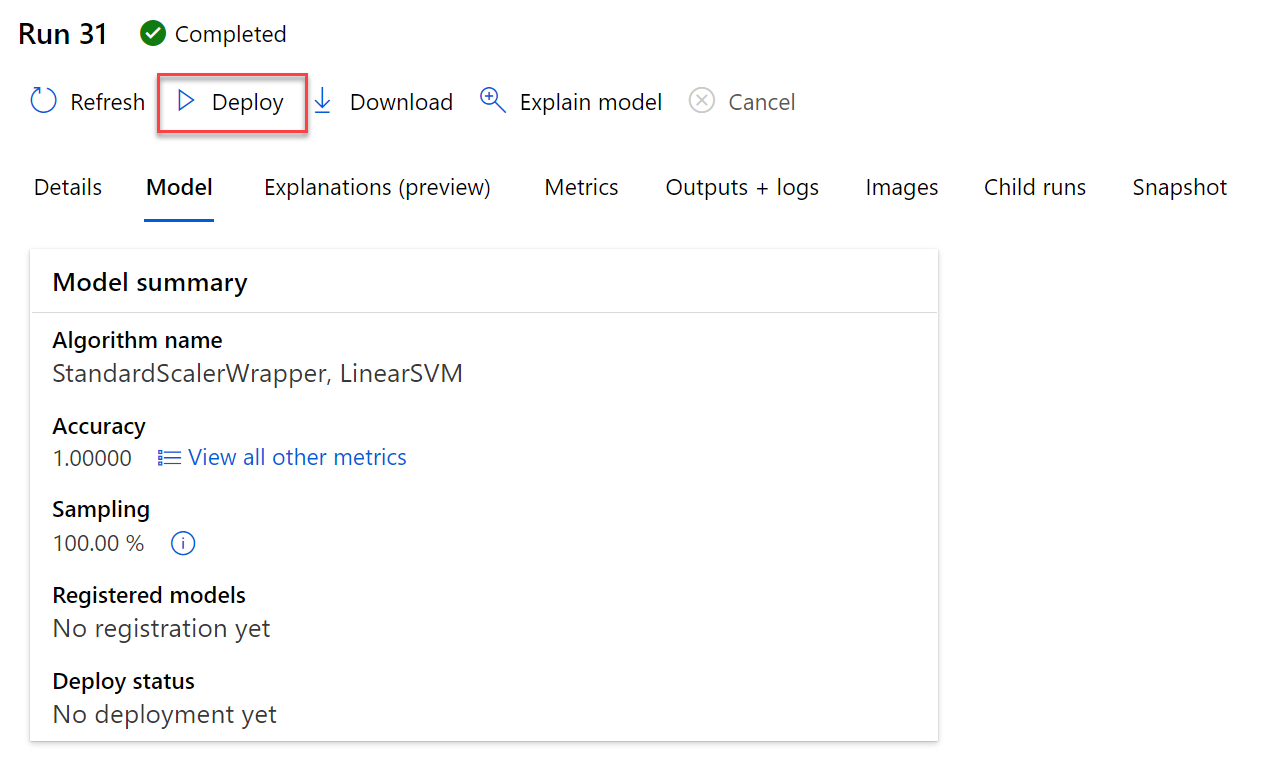 Run 31 Completed
Refresh Deploy Download Explain model Cancel
Details Model Explanations (preview) Metrics Outputs + logs Images Child runs Snapshot
Model summary
Algorithm name
StandardScalerWrapper, LinearSVM
Accuracy
1.00000 View all other metrics
Sampling
100.00 %
Registered models
No registration yet
Deploy status
No deployment yet